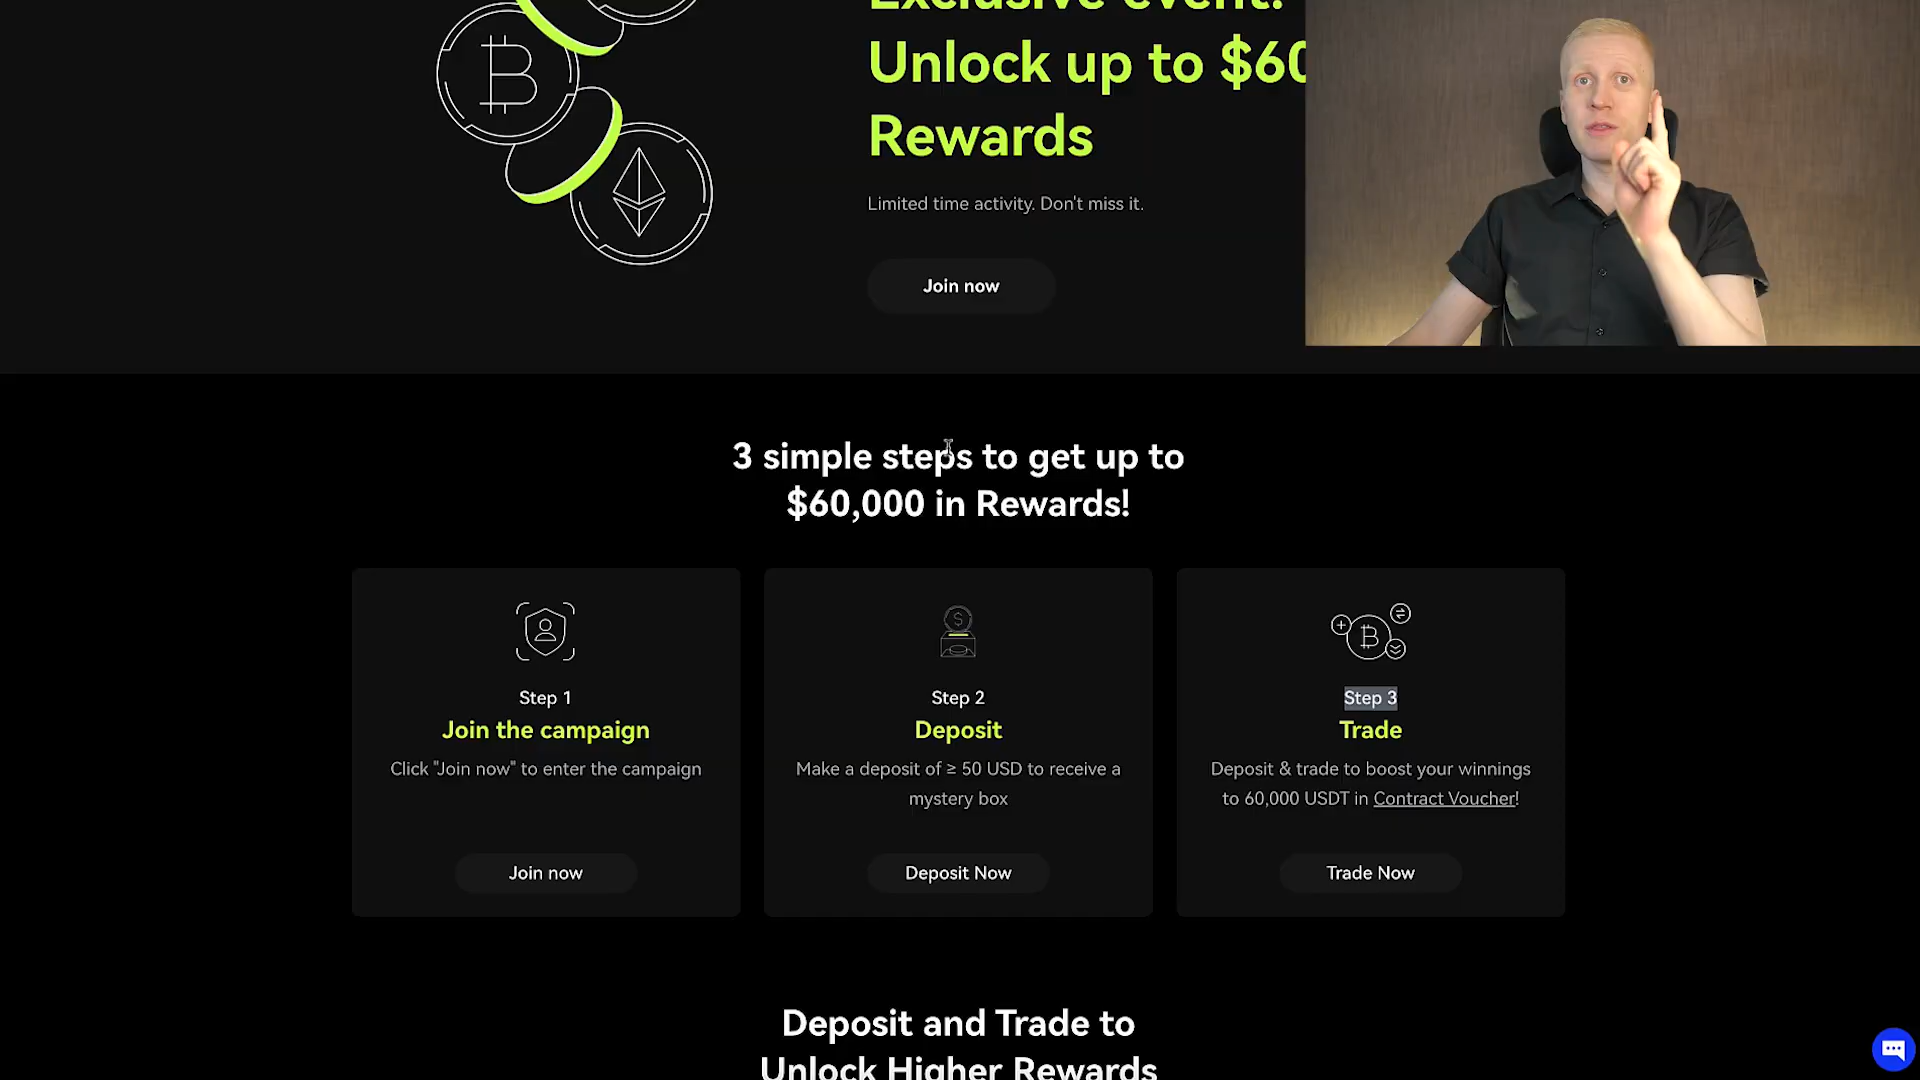 Exclusive event!
Unlock up to $60
Rewards
Limited time activity. Don't miss it.
Join now
3 simple steps to get up to
$60,000 in Rewards!
Step 1
Join the campaign
Click "Join now" to enter the campaign
Join now
Step 2
Deposit
Make a deposit of ≥ 50 USD to receive a
mystery box
Deposit Now
Step 3
Trade
Deposit & trade to boost your winnings
to 60,000 USDT in Contract Voucher!
Trade Now
Deposit and Trade to
Unlock Higher Rewards